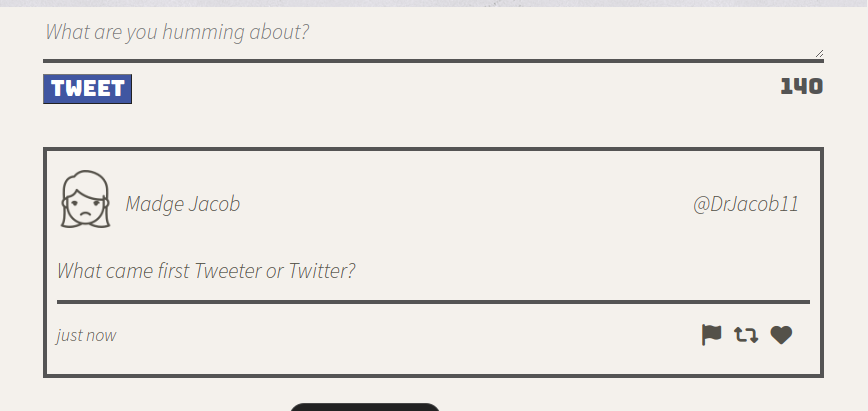 What are you humming about?
TWEET
140
Madge Jacob
@DrJacob11
What came first Tweeter or Twitter?
just now